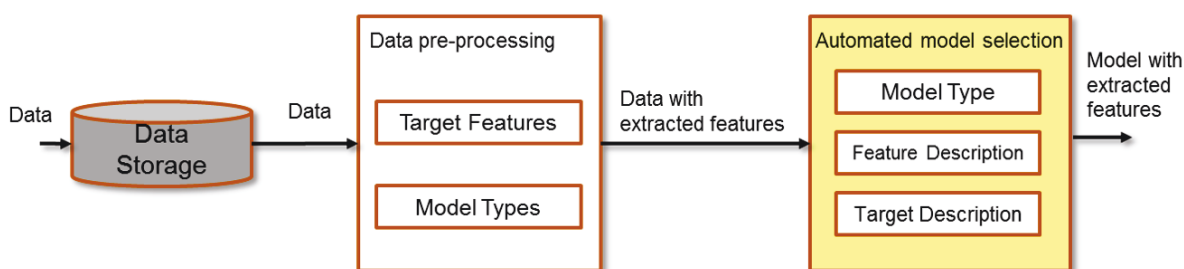 Data
Data
Storage
Data
Data pre-processing
Target Features
Model Types
Data with
extracted features
Automated model selection
Model Type
Feature Description
Target Description
Model with
extracted
features